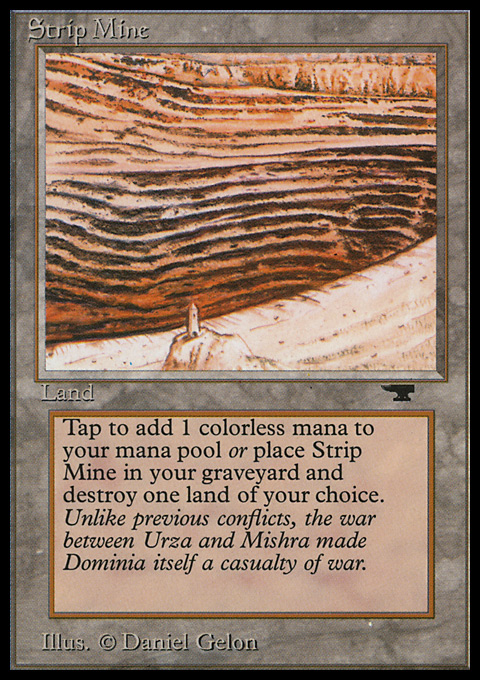 Strip Mine
Land
Tap to add 1 colorless mana to
your mana pool or place Strip
Mine in your graveyard and
destroy one land of your choice.
Unlike previous conflicts, the war
between Urza and Mishra made
Dominia itself a casualty of war.
Illus. © Daniel Gelon